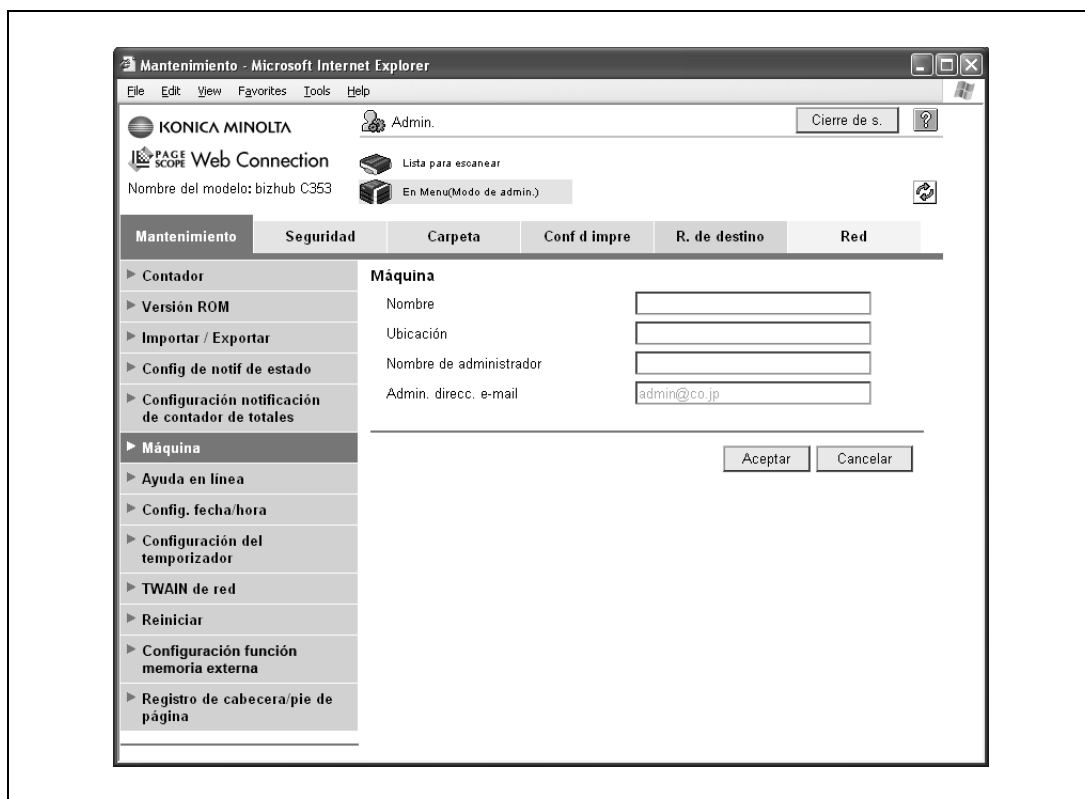 Mantenimiento - Microsoft Internet Explorer
File Edit View Favorites Tools Help
KONICA MINOLTA
Admin.
Cierre de s.
?
PAGE SCOPE Web Connection
Lista para escanear
Nombre del modelo: bizhub C353
En Menu(Modo de admin.)
Mantenimiento Seguridad Carpeta Conf d impre R. de destino Red
Contador
Versión ROM
Importar / Exportar
Config de notif de estado
Configuración notificación
de contador de totales
Máquina
Ayuda en línea
Config. fecha/hora
Configuración del
temporizador
TWAIN de red
Reiniciar
Configuración función
memoria externa
Registro de cabecera/pie de
página
Máquina
Nombre
Ubicación
Nombre de administrador
Admin. direcc. e-mail admin@co.jp
Aceptar Cancelar